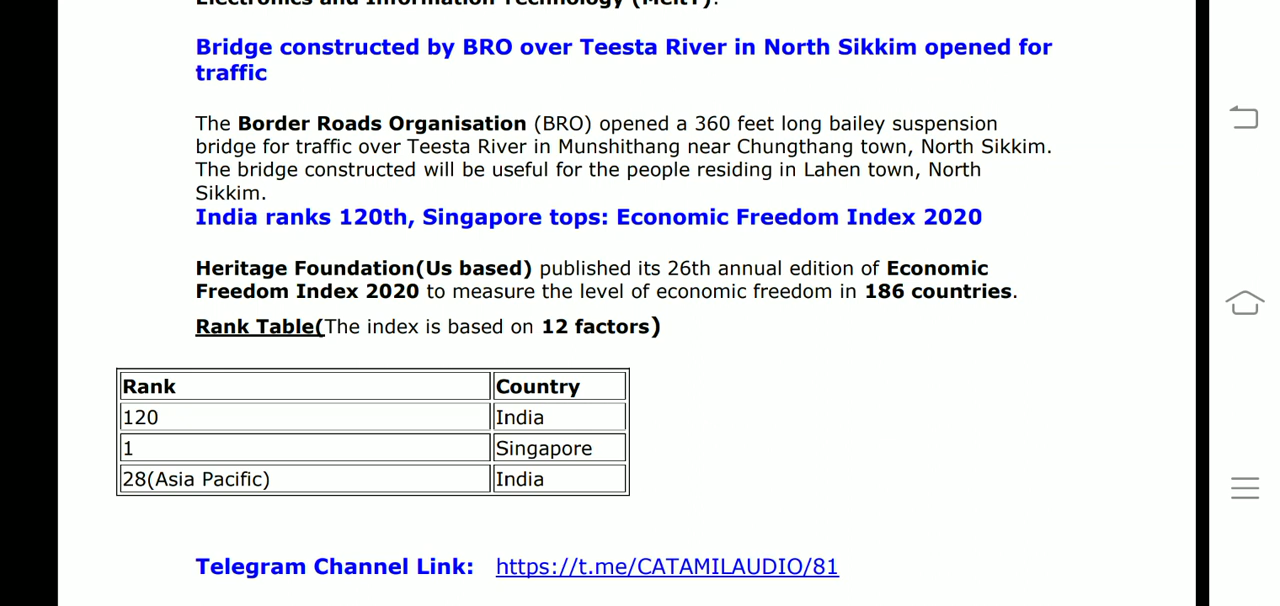 Electronics and Information Technology (MeitY).
Bridge constructed by BRO over Teesta River in North Sikkim opened for
traffic
The Border Roads Organisation (BRO) opened a 360 feet long bailey suspension
bridge for traffic over Teesta River in Munshithang near Chungthang town, North Sikkim.
The bridge constructed will be useful for the people residing in Lahen town, North
Sikkim.
India ranks 120th, Singapore tops: Economic Freedom Index 2020
Heritage Foundation(Us based) published its 26th annual edition of Economic
Freedom Index 2020 to measure the level of economic freedom in 186 countries.
Rank Table(The index is based on 12 factors)
Rank Country
120 India
1 Singapore
28(Asia Pacific) India
Telegram Channel Link: https://t.me/CATAMILAUDIO/81